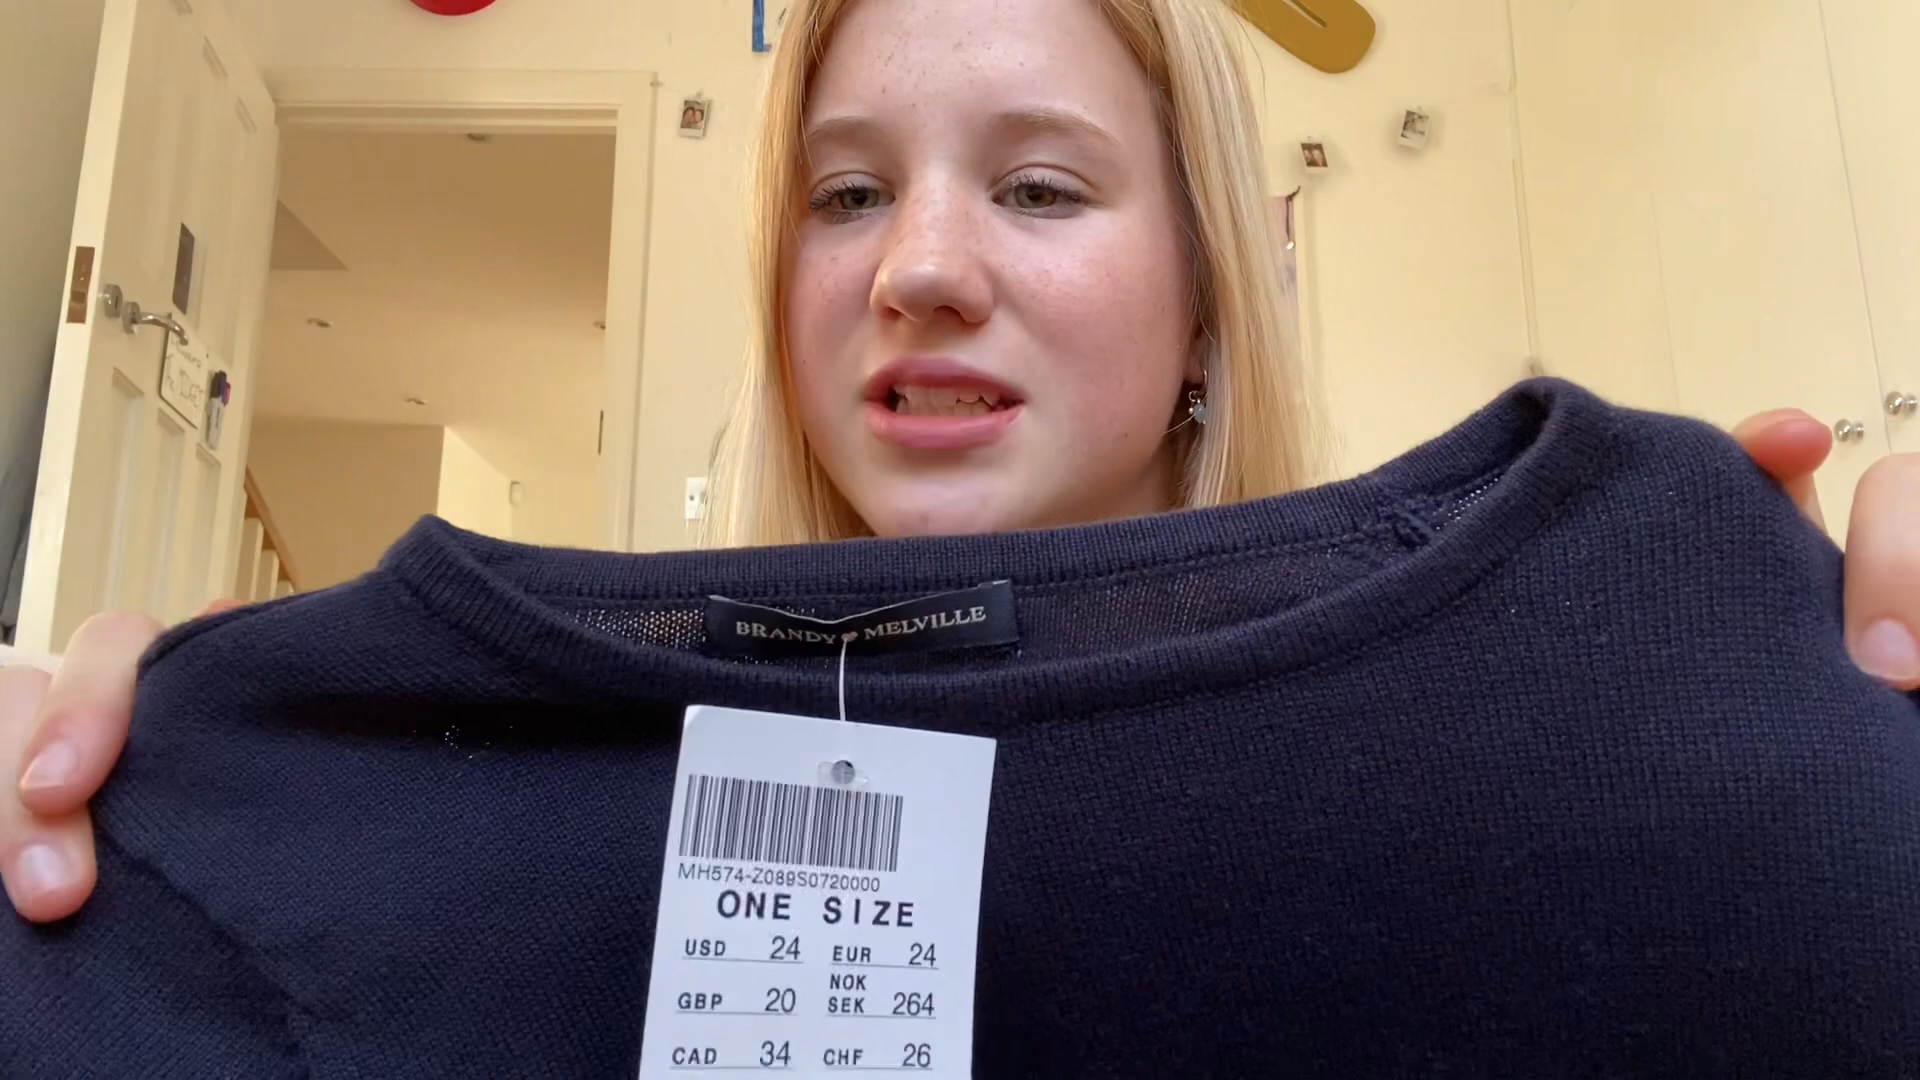 BRANDY MELVILLE
MH574-Z089S0720000
ONE SIZE
USD 24 EUR 24
GBP 20 NOK SEK 264
CAD 34 CHF 26